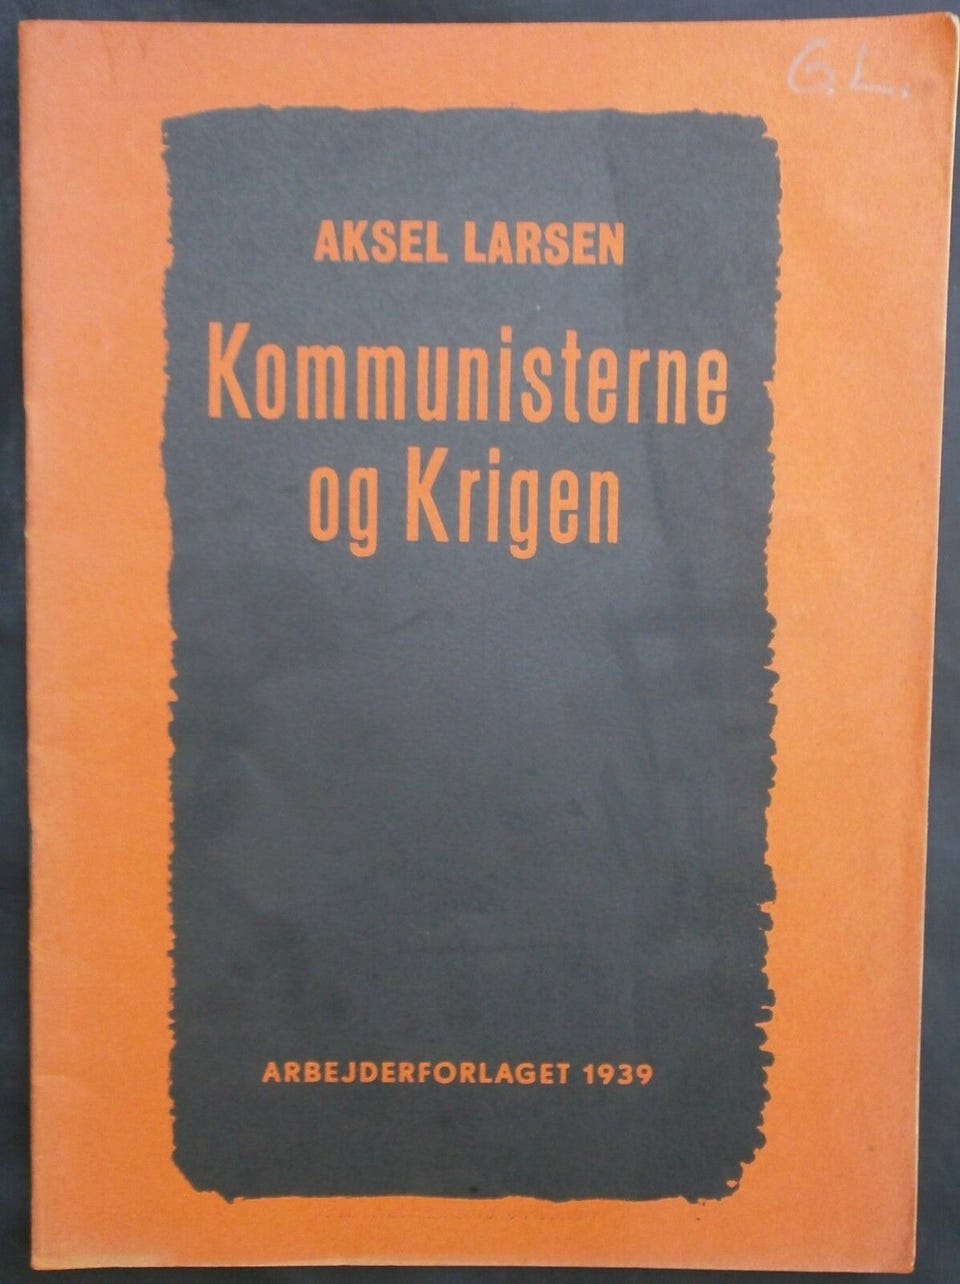 G.L.
AKSEL LARSEN
Kommunisterne
og Krigen
ARBEJDERFORLAGET 1939